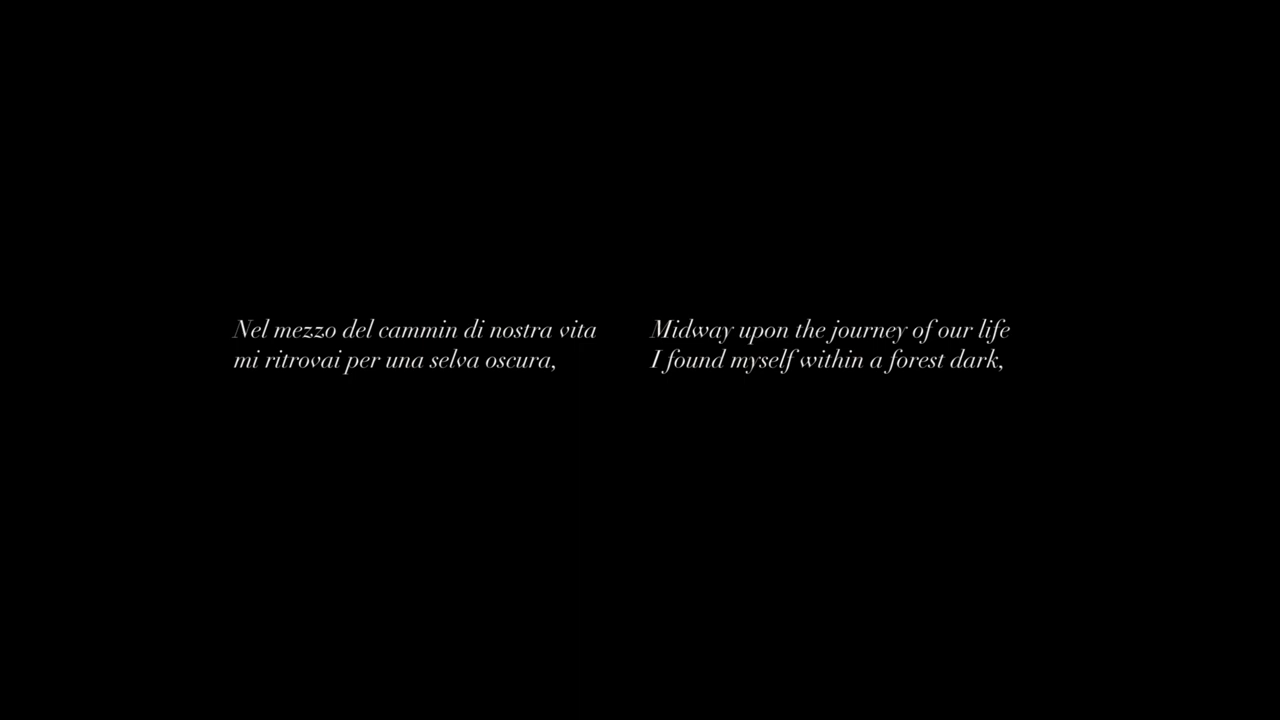 Nel mezzo del cammin di nostra vita
mi ritrovai per una selva oscura,
Midway upon the journey of our life
I found myself within a forest dark,